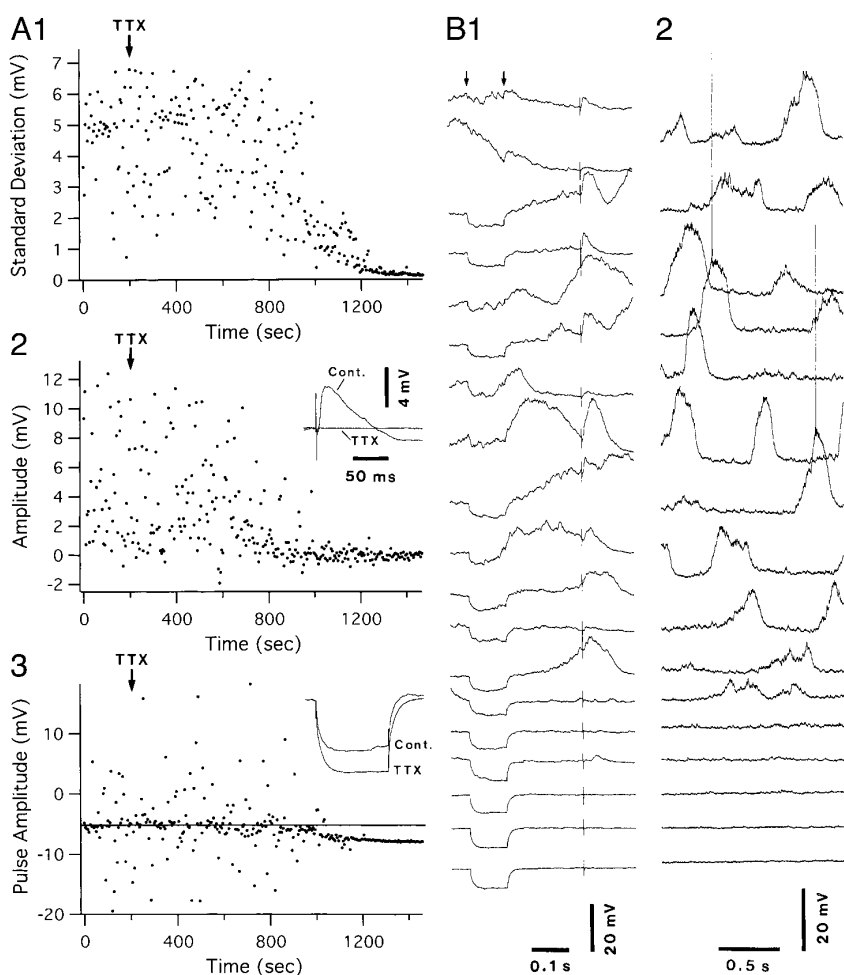 A1
TTX
Standard Deviation (mV)
7
6
5
4
3
2
1
0
0
400
800
1200
Time (sec)
2
TTX
Amplitude (mV)
12
10
8
6
4
2
0
-2
Cont.
TTX
4 mV
50 ms
0
400
800
1200
Time (sec)
3
TTX
Pulse Amplitude (mV)
10
0
-10
-20
Cont.
TTX
0
400
800
1200
Time (sec)
B1
0.1 s
20 mV
2
0.5 s
20 mV